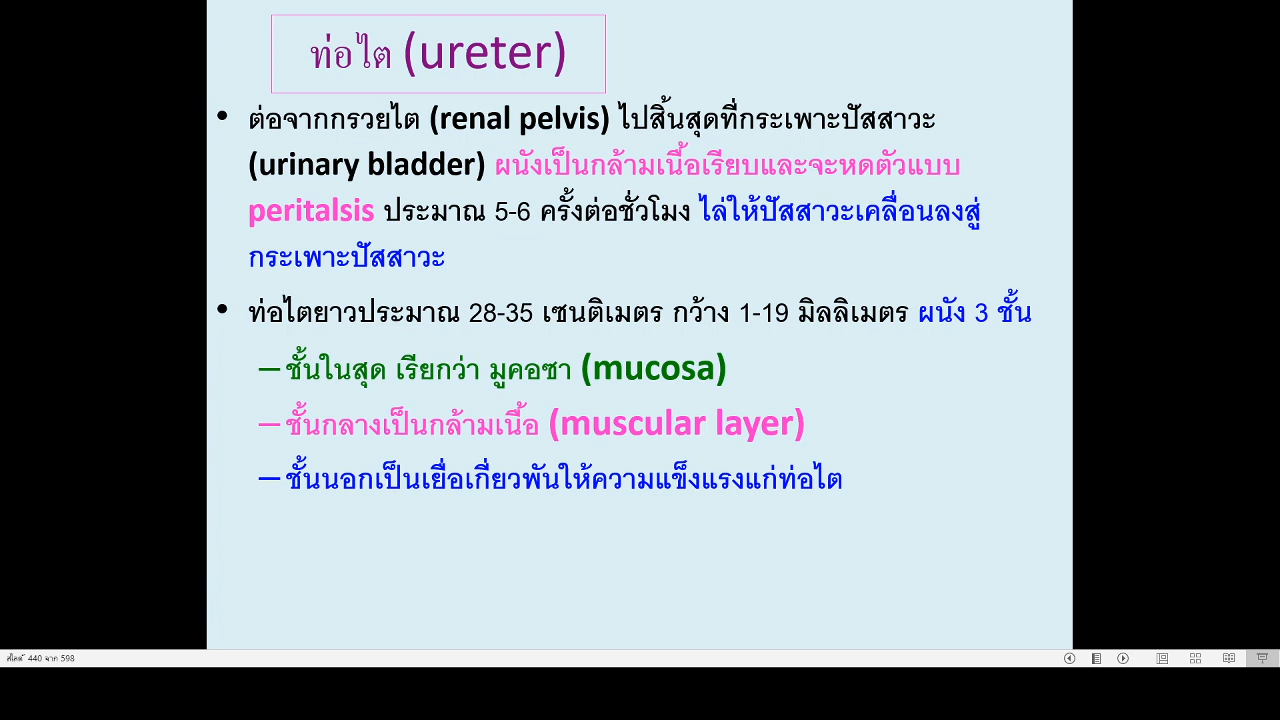 ท่อไต (ureter)
• ต่อจากกรวยไต (renal pelvis) ไปสิ้นสุดที่กระเพาะปัสสาวะ
(urinary bladder) ผนังเป็นกล้ามเนื้อเรียบและจะหดตัวแบบ
peritalsis ประมาณ 5-6 ครั้งต่อชั่วโมง ไล่ให้ปัสสาวะเคลื่อนลงสู่
กระเพาะปัสสาวะ
• ท่อไตยาวประมาณ 28-35 เซนติเมตร กว้าง 1-19 มิลลิเมตร ผนัง 3 ชั้น
– ชั้นในสุด เรียกว่า มูคอซา (mucosa)
– ชั้นกลางเป็นกล้ามเนื้อ (muscular layer)
– ชั้นนอกเป็นเยื่อเกี่ยวพันให้ความแข็งแรงแก่ท่อไต
สไลด์ 440 จาก 598